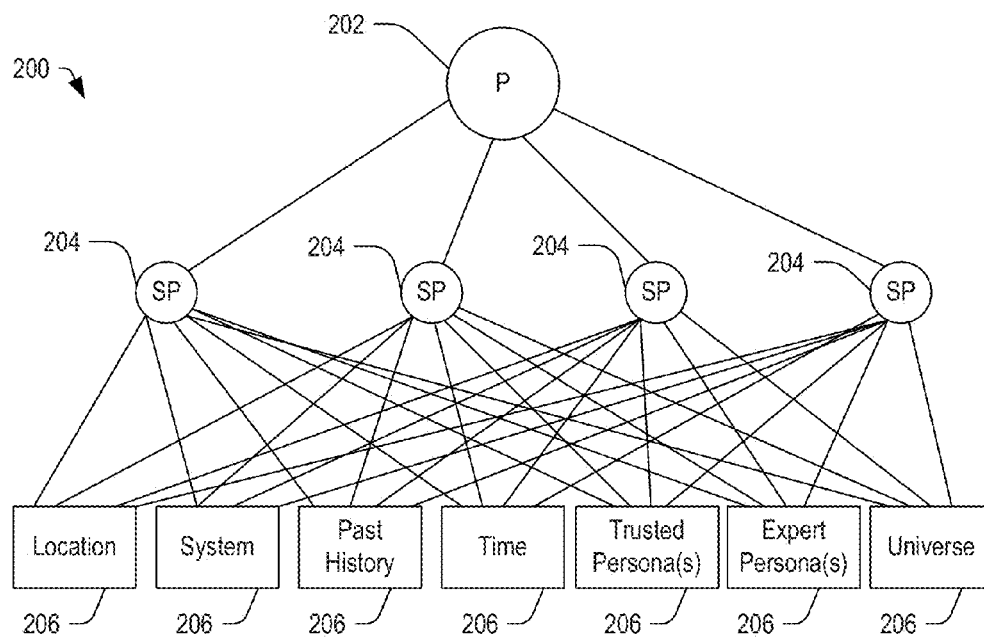 202
200
P
204
204
204
204
SP
SP
SP
SP
Location
System
Past
History
Time
Trusted
Persona(s)
Expert
Persona(s)
Universe
206
206
206
206
206
206
206